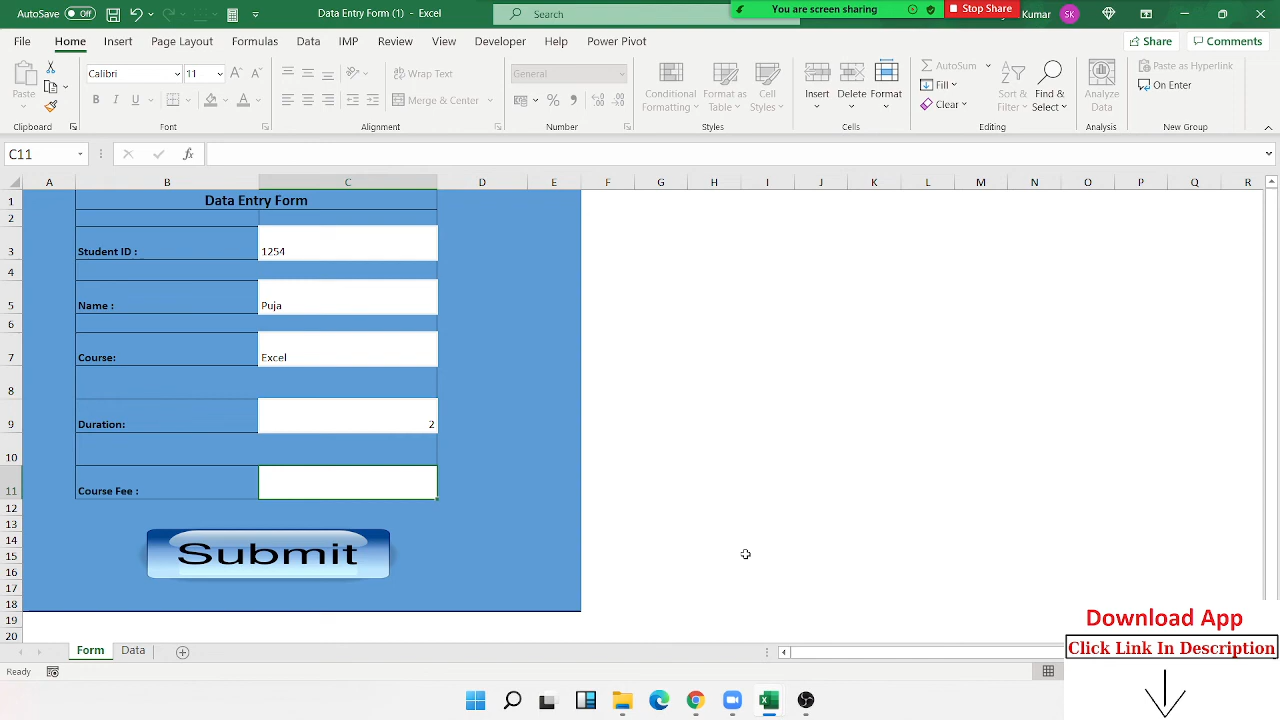 Data Entry Form (1) - Excel
Search
You are screen sharing
Stop Share
Kumar
SK
File Home Insert Page Layout Formulas Data IMP Review View Developer Help Power Pivot
Share
Comments
Paste
Calibri 11
B I U
Wrap Text
Merge & Center
General
Conditional Formatting
Format as Table
Cell Styles
Insert Delete Format
AutoSum
Fill
Clear
Sort & Filter
Find & Select
Analyze Data
Paste as Hyperlink
On Enter
Clipboard Font Alignment Number Styles Cells Editing Analysis New Group
C11
fx
A B C D E F G H I J K L M N O P Q R
1 Data Entry Form
2
3 Student ID : 1254
4
5 Name : Puja
6
7 Course: Excel
8
9 Duration: 2
10
11 Course Fee :
12
13
14
15
16
17
18
19
20
Submit
Form Data
Ready
Download App
Click Link In Description